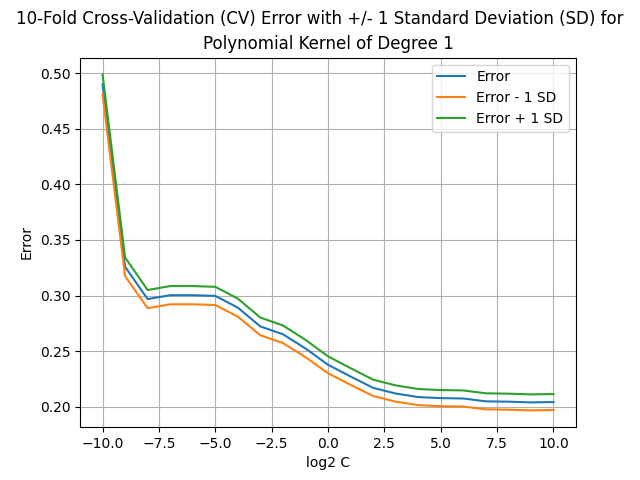 10-Fold Cross-Validation (CV) Error with +/- 1 Standard Deviation (SD) for
Polynomial Kernel of Degree 1
Error
Error - 1 SD
Error + 1 SD
0.50
0.45
0.40
0.35
0.30
0.25
0.20
Error
−10.0 −7.5 −5.0 −2.5 0.0 2.5 5.0 7.5 10.0
log2 C